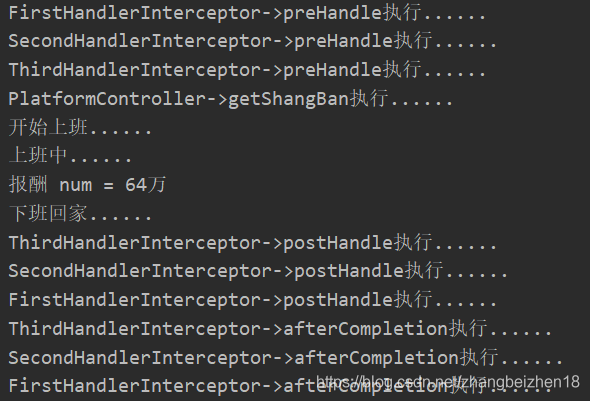 FirstHandlerInterceptor->preHandle执行......
SecondHandlerInterceptor->preHandle执行......
ThirdHandlerInterceptor->preHandle执行......
PlatformController->getShangBan执行......
开始上班......
上班中......
报酬 num = 64万
下班回家......
ThirdHandlerInterceptor->postHandle执行......
SecondHandlerInterceptor->postHandle执行......
FirstHandlerInterceptor->postHandle执行......
ThirdHandlerInterceptor->afterCompletion执行......
SecondHandlerInterceptor->afterCompletion执行......
FirstHandlerInterceptor->afterCompletion执行......
https://blog.csdn.net/zhangbeizhen18